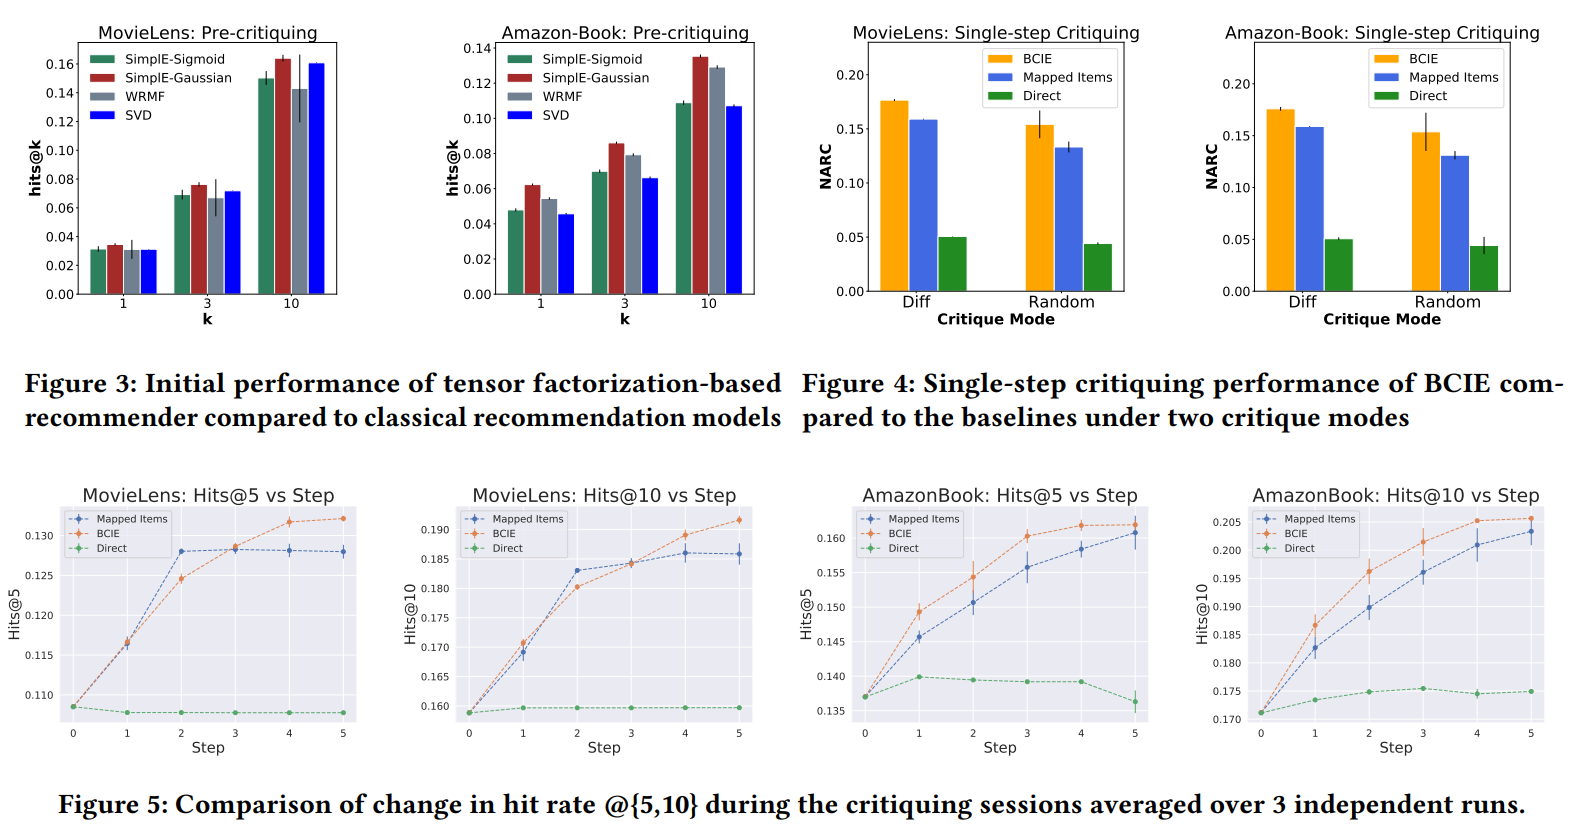 MovieLens: Pre-critiquing
SimplE-Sigmoid
SimplE-Gaussian
WRMF
SVD
0.16
0.14
0.12
0.10
0.08
0.06
0.04
0.02
0.00
hits@k
1
3
10
k
Amazon-Book: Pre-critiquing
SimplE-Sigmoid
SimplE-Gaussian
WRMF
SVD
0.14
0.12
0.10
0.08
0.06
0.04
0.02
0.00
hits@k
1
3
10
k
MovieLens: Single-step Critiquing
BCIE
Mapped Items
Direct
0.20
0.15
0.10
0.05
0.00
NARC
Diff
Random
Critique Mode
Amazon-Book: Single-step Critiquing
BCIE
Mapped Items
Direct
0.20
0.15
0.10
0.05
0.00
NARC
Diff
Random
Critique Mode
Figure 3: Initial performance of tensor factorization-based
recommender compared to classical recommendation models
Figure 4: Single-step critiquing performance of BCIE com-
pared to the baselines under two critique modes
MovieLens: Hits@5 vs Step
Mapped Items
BCIE
Direct
0.130
0.125
0.120
0.115
0.110
Hits@5
0
1
2
3
4
5
Step
MovieLens: Hits@10 vs Step
Mapped Items
BCIE
Direct
0.190
0.185
0.180
0.175
0.170
0.165
0.160
Hits@10
0
1
2
3
4
5
Step
AmazonBook: Hits@5 vs Step
Mapped Items
BCIE
Direct
0.160
0.155
0.150
0.145
0.140
0.135
Hits@5
0
1
2
3
4
5
Step
AmazonBook: Hits@10 vs Step
Mapped Items
BCIE
Direct
0.205
0.200
0.195
0.190
0.185
0.180
0.175
0.170
Hits@10
0
1
2
3
4
5
Step
Figure 5: Comparison of change in hit rate @{5,10} during the critiquing sessions averaged over 3 independent runs.